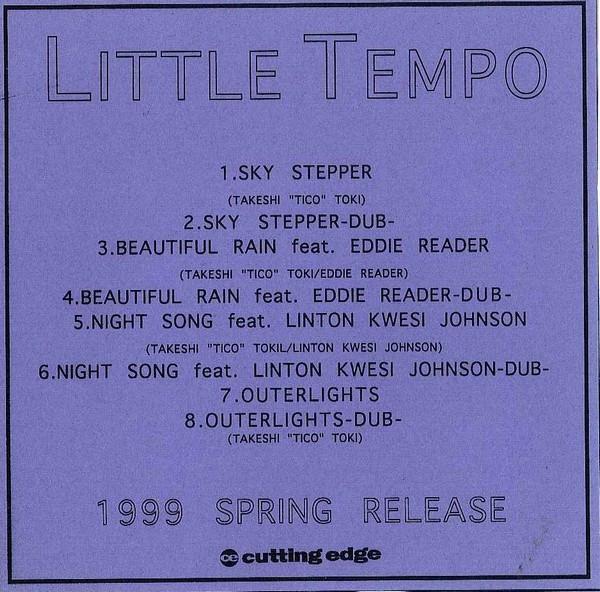 LITTLE TEMPO
1.SKY STEPPER
(TAKESHI "TICO" TOKI)
2.SKY STEPPER-DUB-
3.BEAUTIFUL RAIN feat. EDDIE READER
(TAKESHI "TICO" TOKI/EDDIE READER)
4.BEAUTIFUL RAIN feat. EDDIE READER-DUB-
5.NIGHT SONG feat. LINTON KWESI JOHNSON
(TAKESHI "TICO" TOKIL/LINTON KWESI JOHNSON)
6.NIGHT SONG feat. LINTON KWESI JOHNSON-DUB-
7.OUTERLIGHTS
8.OUTERLIGHTS-DUB-
(TAKESHI "TICO" TOKI)
1999 SPRING RELEASE
ce cutting edge